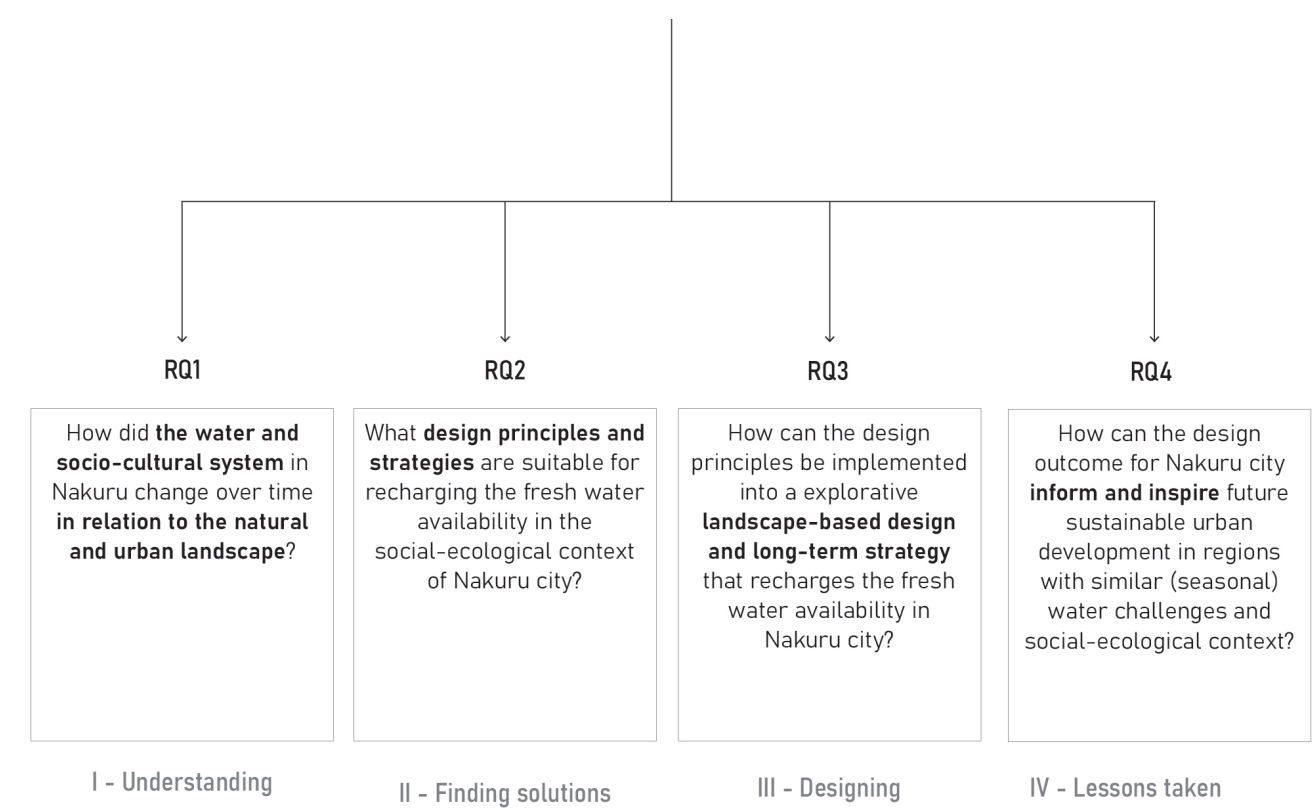 RQ1
How did the water and
socio-cultural system in
Nakuru change over time
in relation to the natural
and urban landscape?
I - Understanding
RQ2
What design principles and
strategies are suitable for
recharging the fresh water
availability in the
social-ecological context
of Nakuru city?
II - Finding solutions
RQ3
How can the design
principles be implemented
into a explorative
landscape-based design
and long-term strategy
that recharges the fresh
water availability in
Nakuru city?
III - Designing
RQ4
How can the design
outcome for Nakuru city
inform and inspire future
sustainable urban
development in regions
with similar (seasonal)
water challenges and
social-ecological context?
IV - Lessons taken